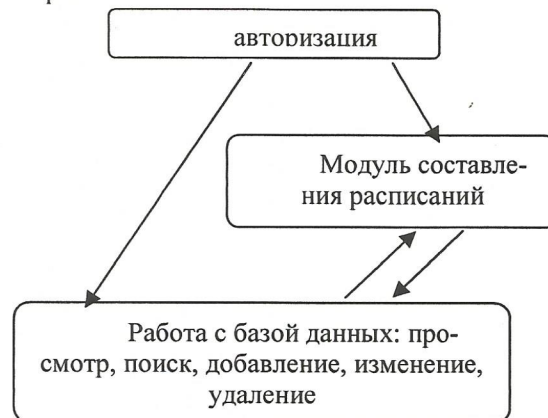 авторизация
Модуль составле-
ния расписаний
Работа с базой данных: про-
смотр, поиск, добавление, изменение,
удаление